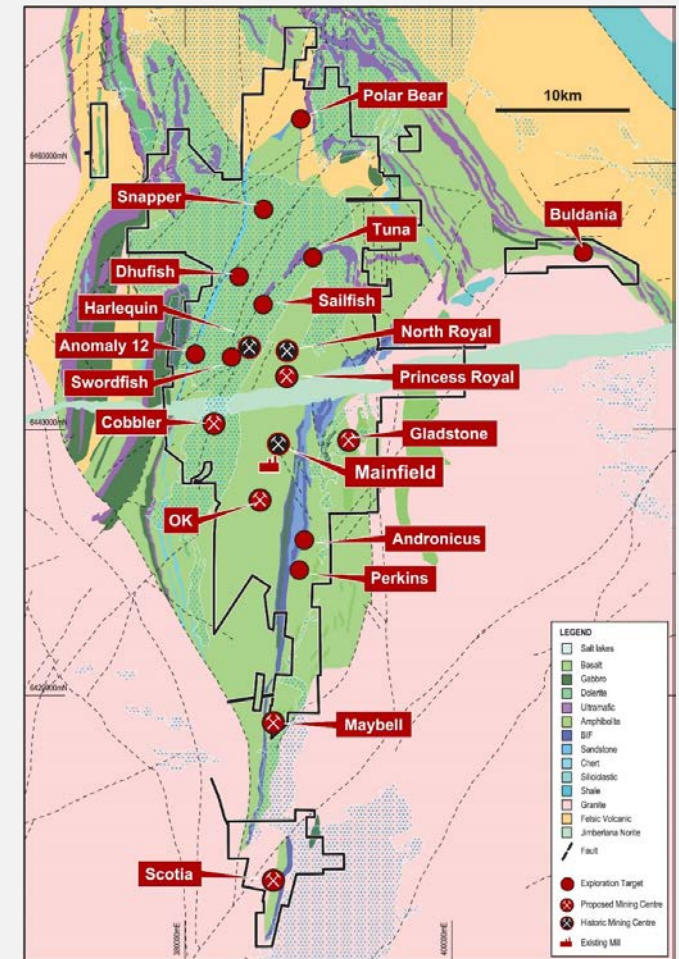 Polar Bear
10km
6460000mN
Snapper
Buldania
Tuna
Dhufish
Harlequin
Sailfish
Anomaly 12
North Royal
Swordfish
Princess Royal
Cobbler
6440000mN
Gladstone
Mainfield
OK
Andronicus
Perkins
LEGEND
Salt lakes
Basalt
Gabbro
Dolerite
Ultramafic
Amphibolite
BIF
Sandstone
Chert
Siliciclastic
Shale
Granite
Felsic Volcanic
Jimberlana Norite
Fault
Exploration Target
Proposed Mining Centre
Historic Mining Centre
Existing Mill
6420000mN
Maybell
Scotia
380000mE
400000mE